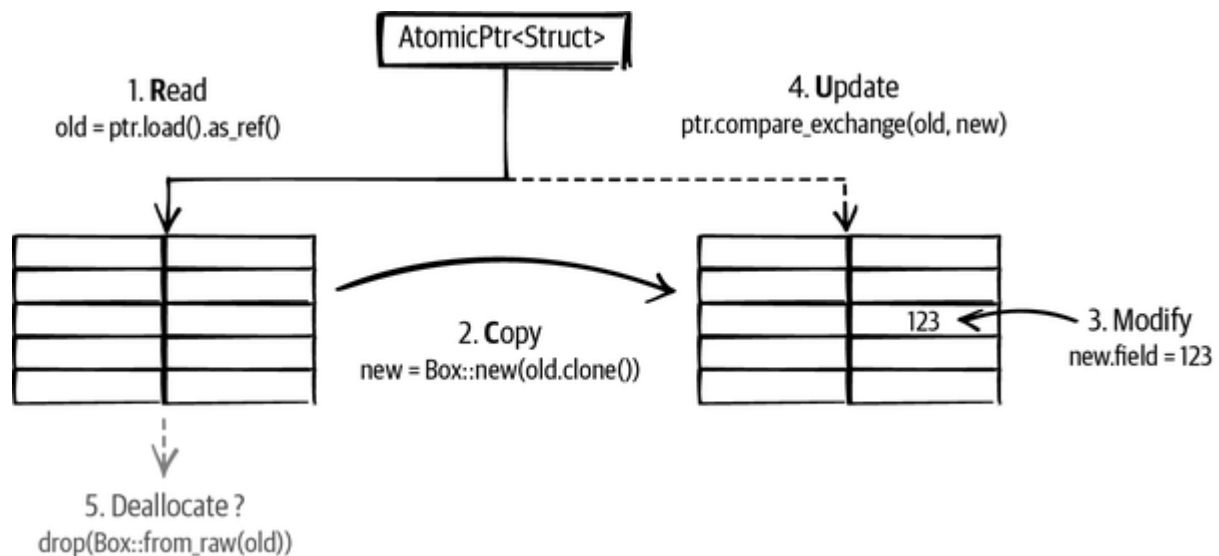 AtomicPtr<Struct>
1. Read
old = ptr.load().as_ref()
4. Update
ptr.compare_exchange(old, new)
2. Copy
new = Box::new(old.clone())
123
3. Modify
new.field = 123
5. Deallocate ?
drop(Box::from_raw(old))